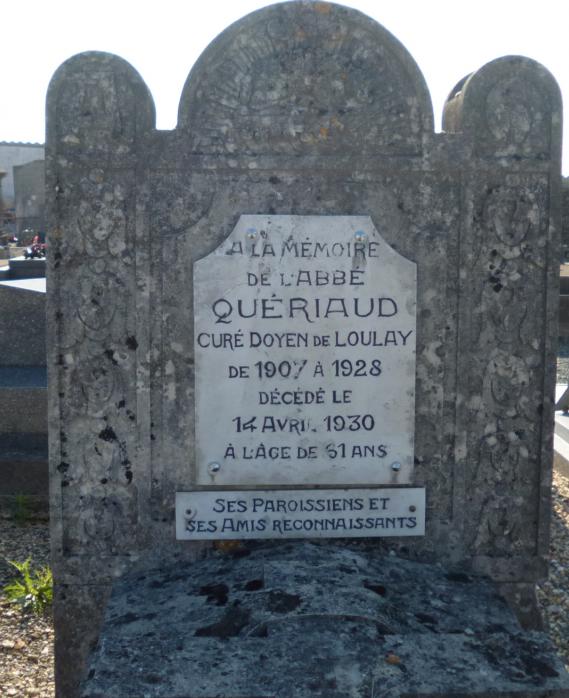 A LA MÉMOIRE
DE L'ABBÉ
QUÉRIAUD
CURÉ DOYEN DE LOULAY
DE 1907 À 1928
DÉCÉDÉ LE
14 AVRIL 1930
À L'ÂGE DE 81 ANS
SES PAROISSIENS ET
SES AMIS RECONNAISSANTS